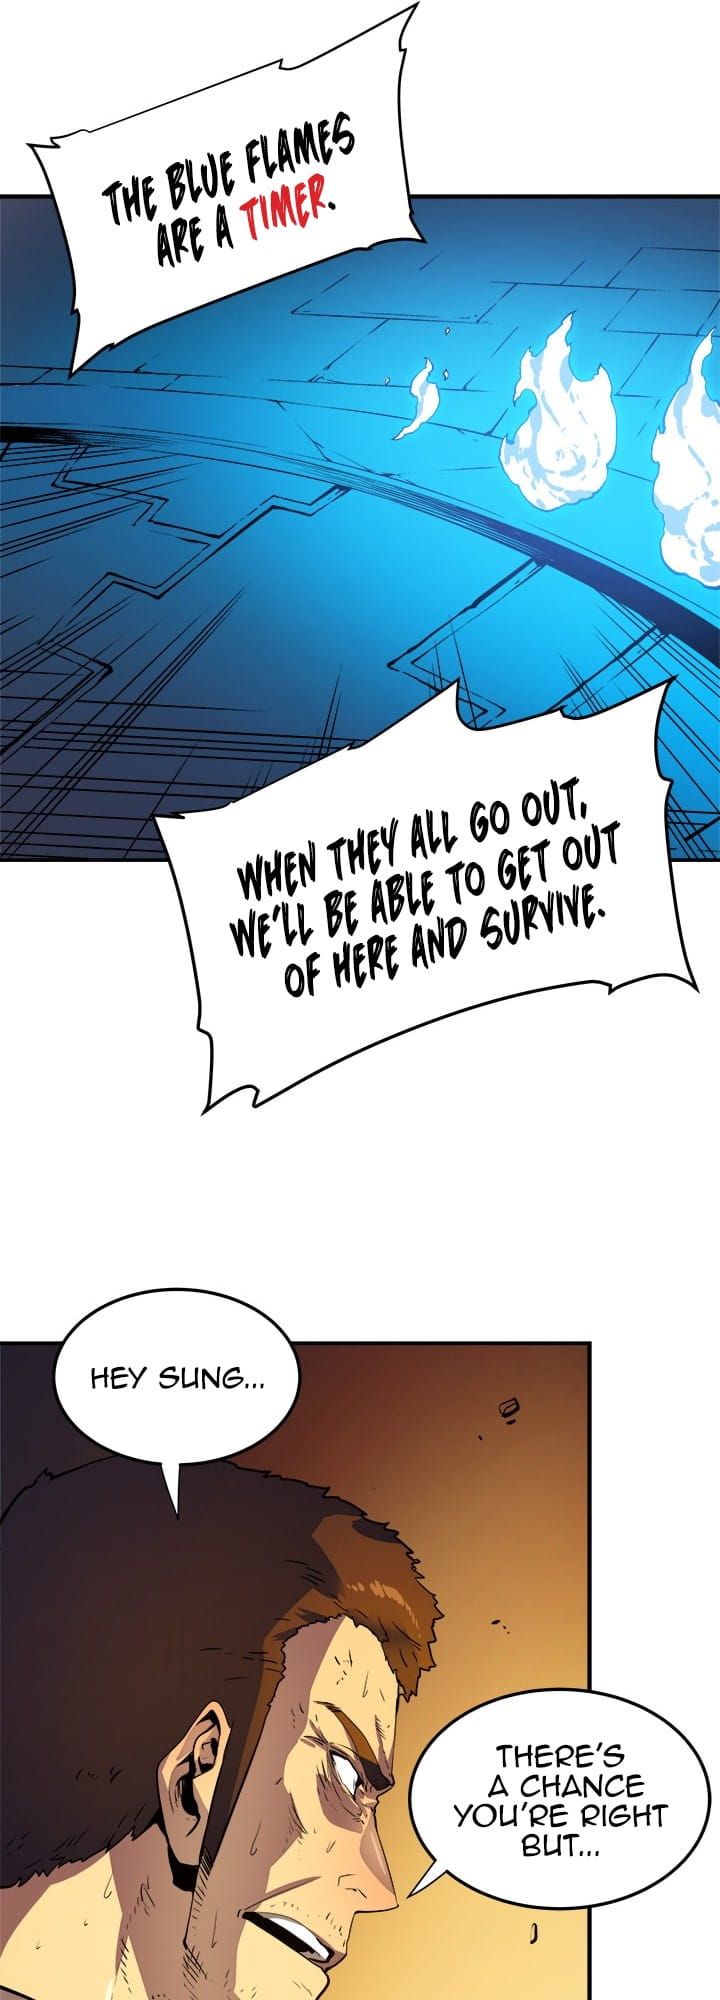 THE BLUE FLAMES
ARE A TIMER.
WHEN THEY ALL GO OUT,
WE'LL BE ABLE TO GET OUT
OF HERE AND SURVIVE.
HEY SUNG...
THERE'S
A CHANCE
YOU'RE RIGHT
BUT...